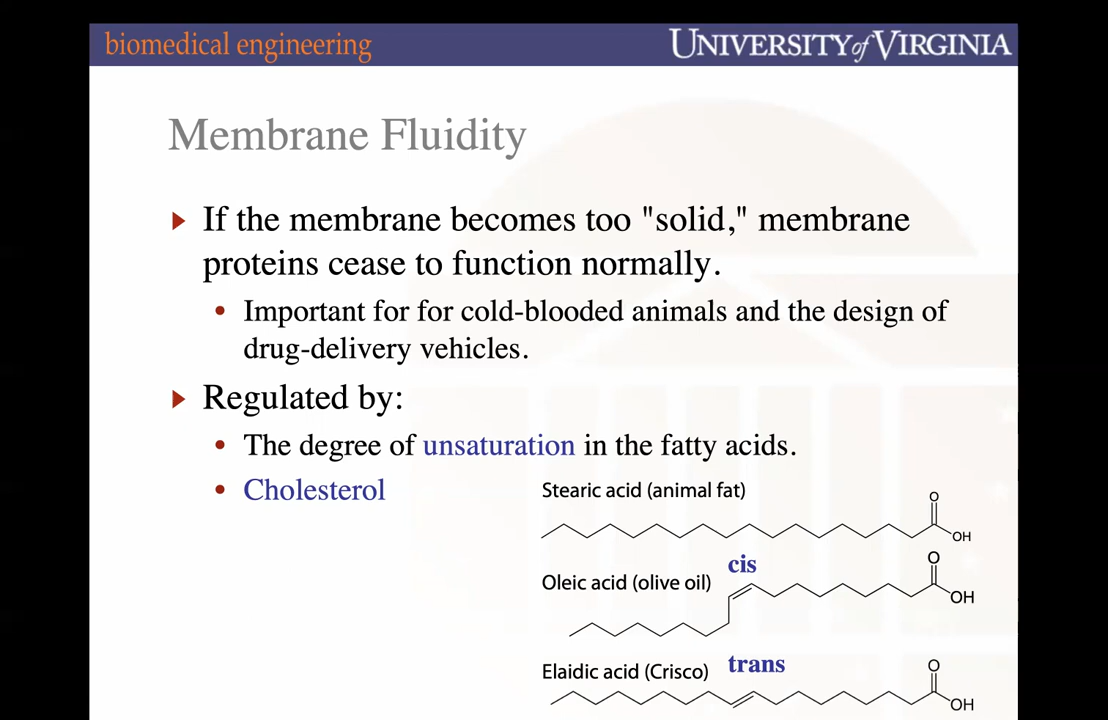 biomedical engineering
UNIVERSITY of VIRGINIA
Membrane Fluidity
If the membrane becomes too "solid," membrane
proteins cease to function normally.
Important for for cold-blooded animals and the design of
drug-delivery vehicles.
Regulated by:
The degree of unsaturation in the fatty acids.
Cholesterol
Stearic acid (animal fat)
O
OH
cis
Oleic acid (olive oil)
O
OH
trans
Elaidic acid (Crisco)
O
OH